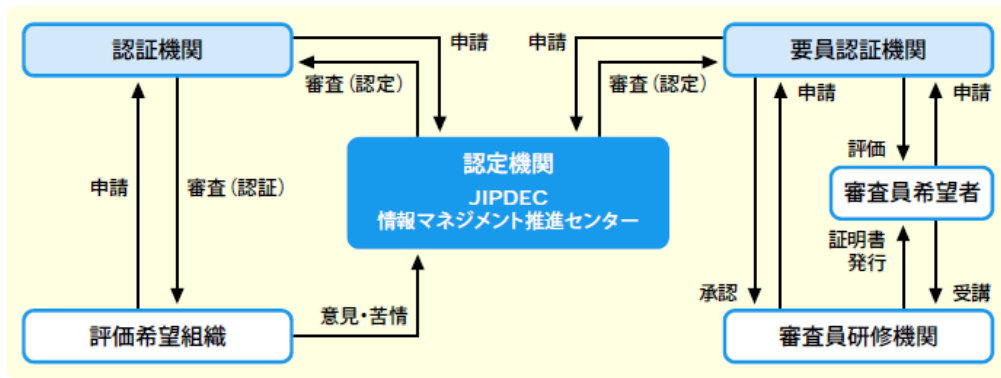 認証機関
申請
申請
要員認証機関
審査（認定）
審査（認定）
申請
申請
認定機関
JIPDEC
情報マネジメント推進センター
評価
申請
審査（認証）
審査員希望者
証明書
発行
承認
受講
意見・苦情
評価希望組織
審査員研修機関